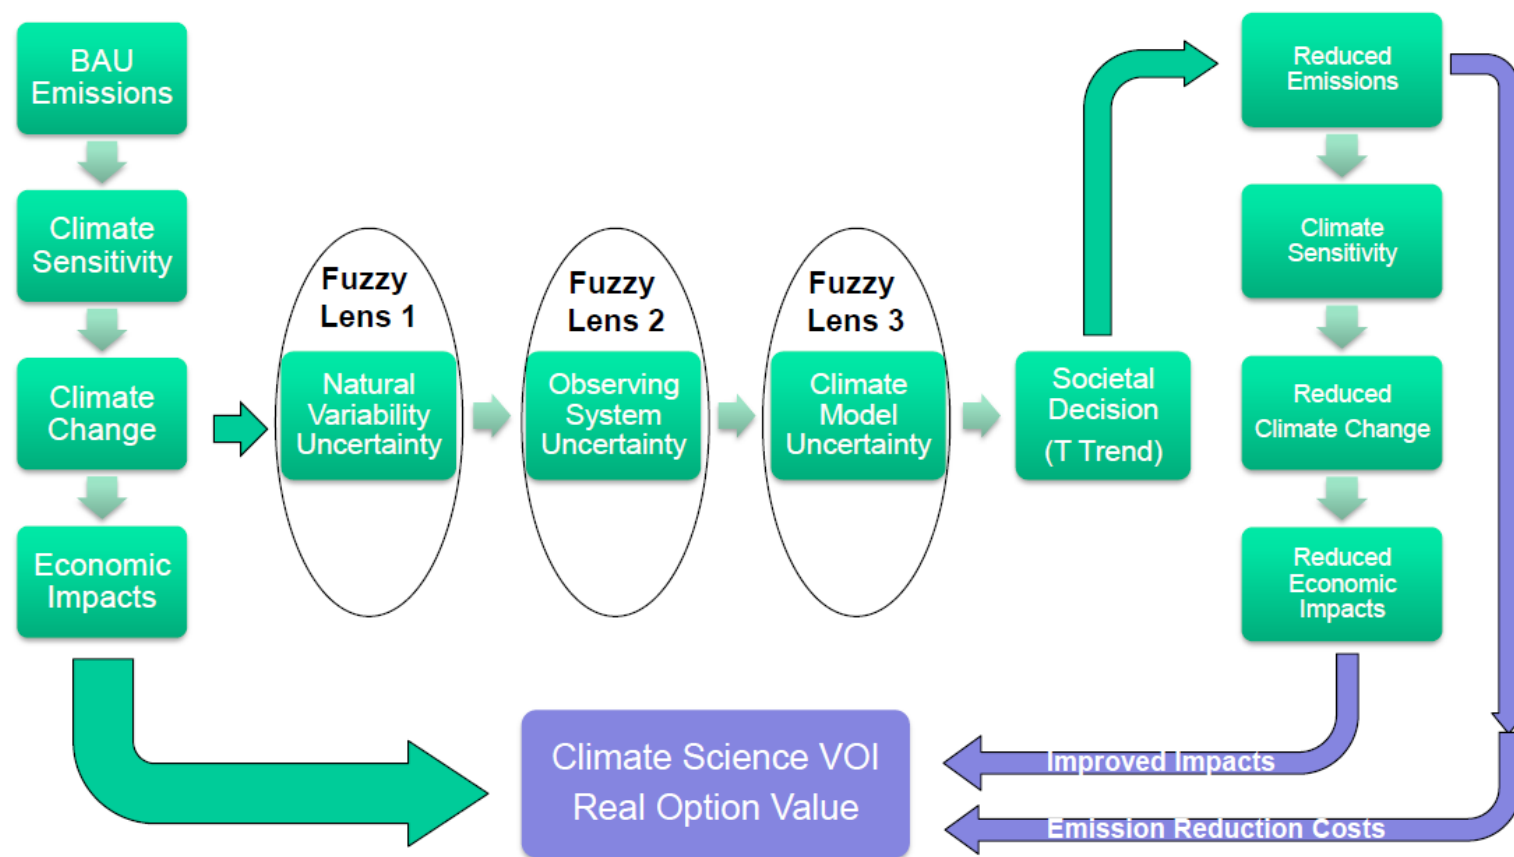 BAU
Emissions
Climate
Sensitivity
Climate
Change
Economic
Impacts
Fuzzy
Lens 1
Natural
Variability
Uncertainty
Fuzzy
Lens 2
Observing
System
Uncertainty
Fuzzy
Lens 3
Climate
Model
Uncertainty
Societal
Decision
(T Trend)
Reduced
Emissions
Climate
Sensitivity
Reduced
Climate Change
Reduced
Economic
Impacts
Climate Science VOI
Real Option Value
Improved Impacts
Emission Reduction Costs